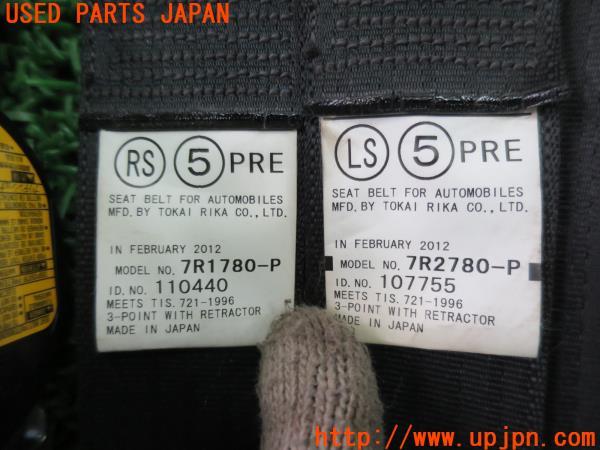 USED PARTS JAPAN
RS 5 PRE
SEAT BELT FOR AUTOMOBILES
MFD. BY TOKAI RIKA CO., LTD.
IN FEBRUARY 2012
MODEL NO. 7R1780-P
ID. NO. 110440
MEETS TIS. 721-1996
3-POINT WITH RETRACTOR
MADE IN JAPAN
LS 5 PRE
SEAT BELT FOR AUTOMOBILES
MFD. BY TOKAI RIKA CO., LTD.
IN FEBRUARY 2012
MODEL NO. 7R2780-P
ID. NO. 107755
MEETS TIS. 721-1996
3-POINT WITH RETRACTOR
MADE IN JAPAN
http://www.upjpn.com/